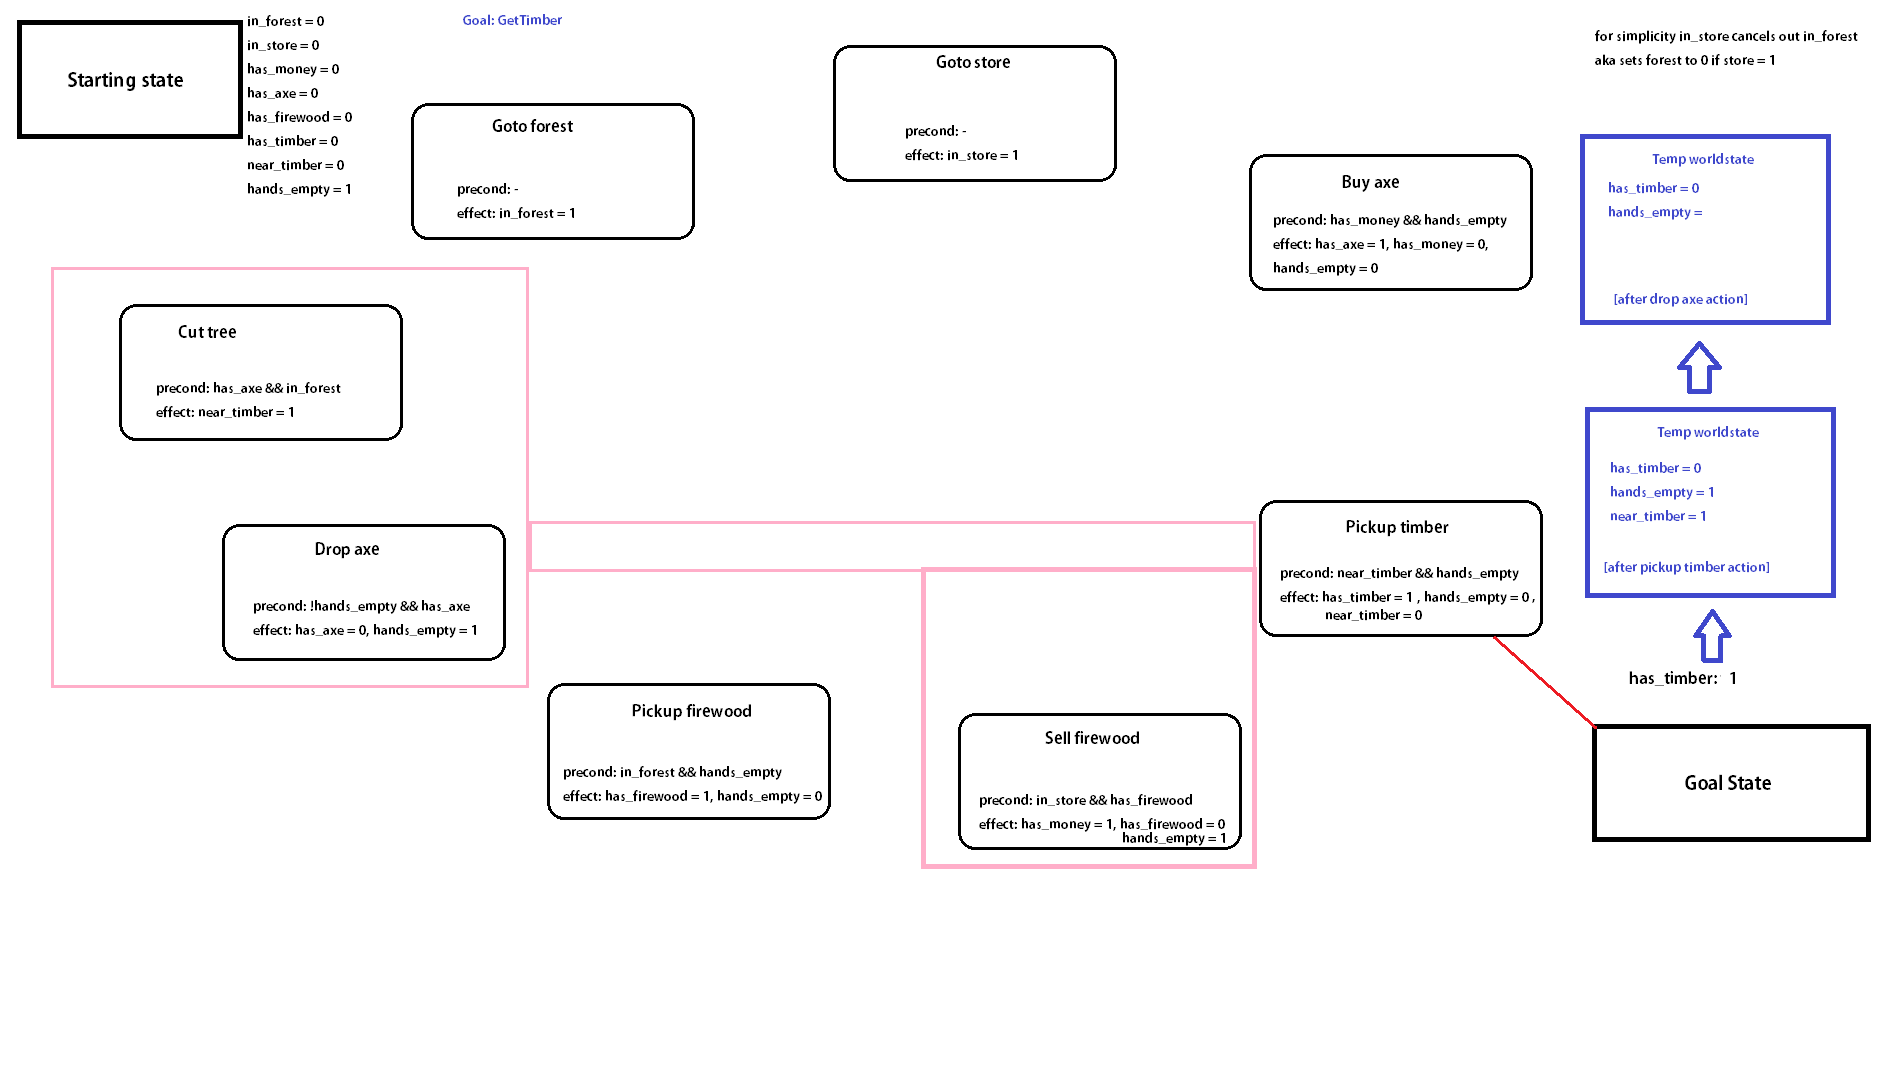 Starting state
in_forest = 0
in_store = 0
has_money = 0
has_axe = 0
has_firewood = 0
has_timber = 0
near_timber = 0
hands_empty = 1
Goal: GetTimber
Goto forest
precond: -
effect: in_forest = 1
Goto store
precond: -
effect: in_store = 1
for simplicity in_store cancels out in_forest
aka sets forest to 0 if store = 1
Buy axe
precond: has_money && hands_empty
effect: has_axe = 1, has_money = 0,
hands_empty = 0
Temp worldstate
has_timber = 0
hands_empty =
[after drop axe action]
Cut tree
precond: has_axe && in_forest
effect: near_timber = 1
Temp worldstate
has_timber = 0
hands_empty = 1
near_timber = 1
[after pickup timber action]
Drop axe
precond: !hands_empty && has_axe
effect: has_axe = 0, hands_empty = 1
Pickup timber
precond: near_timber && hands_empty
effect: has_timber = 1 , hands_empty = 0 ,
near_timber = 0
has_timber: 1
Pickup firewood
precond: in_forest && hands_empty
effect: has_firewood = 1, hands_empty = 0
Sell firewood
precond: in_store && has_firewood
effect: has_money = 1, has_firewood = 0
hands_empty = 1
Goal State